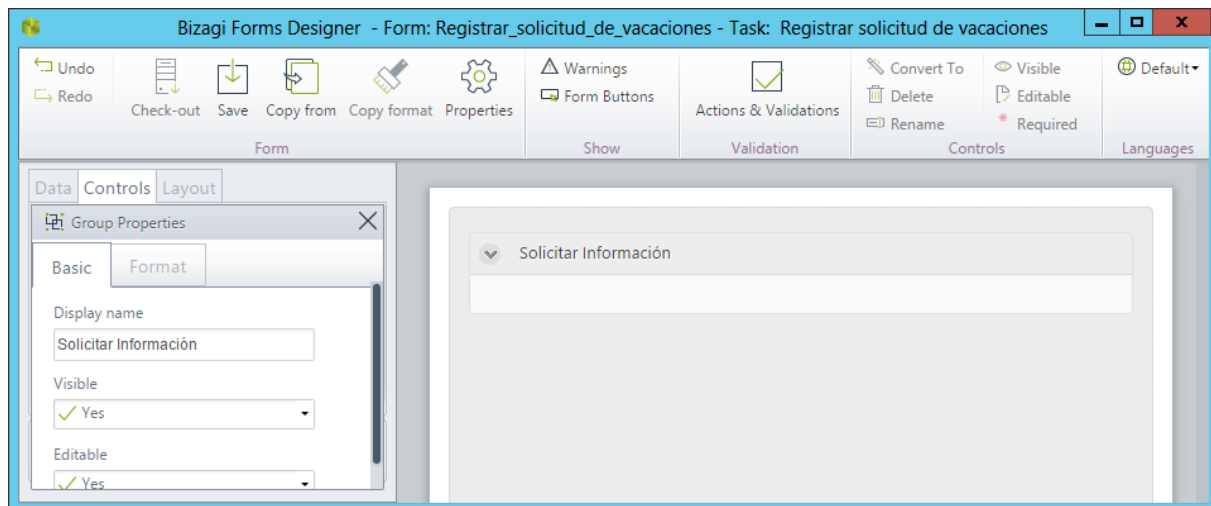 Bizagi Forms Designer - Form: Registrar_solicitud_de_vacaciones - Task: Registrar solicitud de vacaciones
Undo
Redo
Check-out Save Copy from Copy format Properties
Form
Warnings
Form Buttons
Show
Actions & Validations
Validation
Convert To
Delete
Rename
Visible
Editable
Required
Controls
Default
Languages
Data Controls Layout
Group Properties
Basic Format
Display name
Solicitar Información
Visible
Yes
Editable
Yes
Solicitar Información